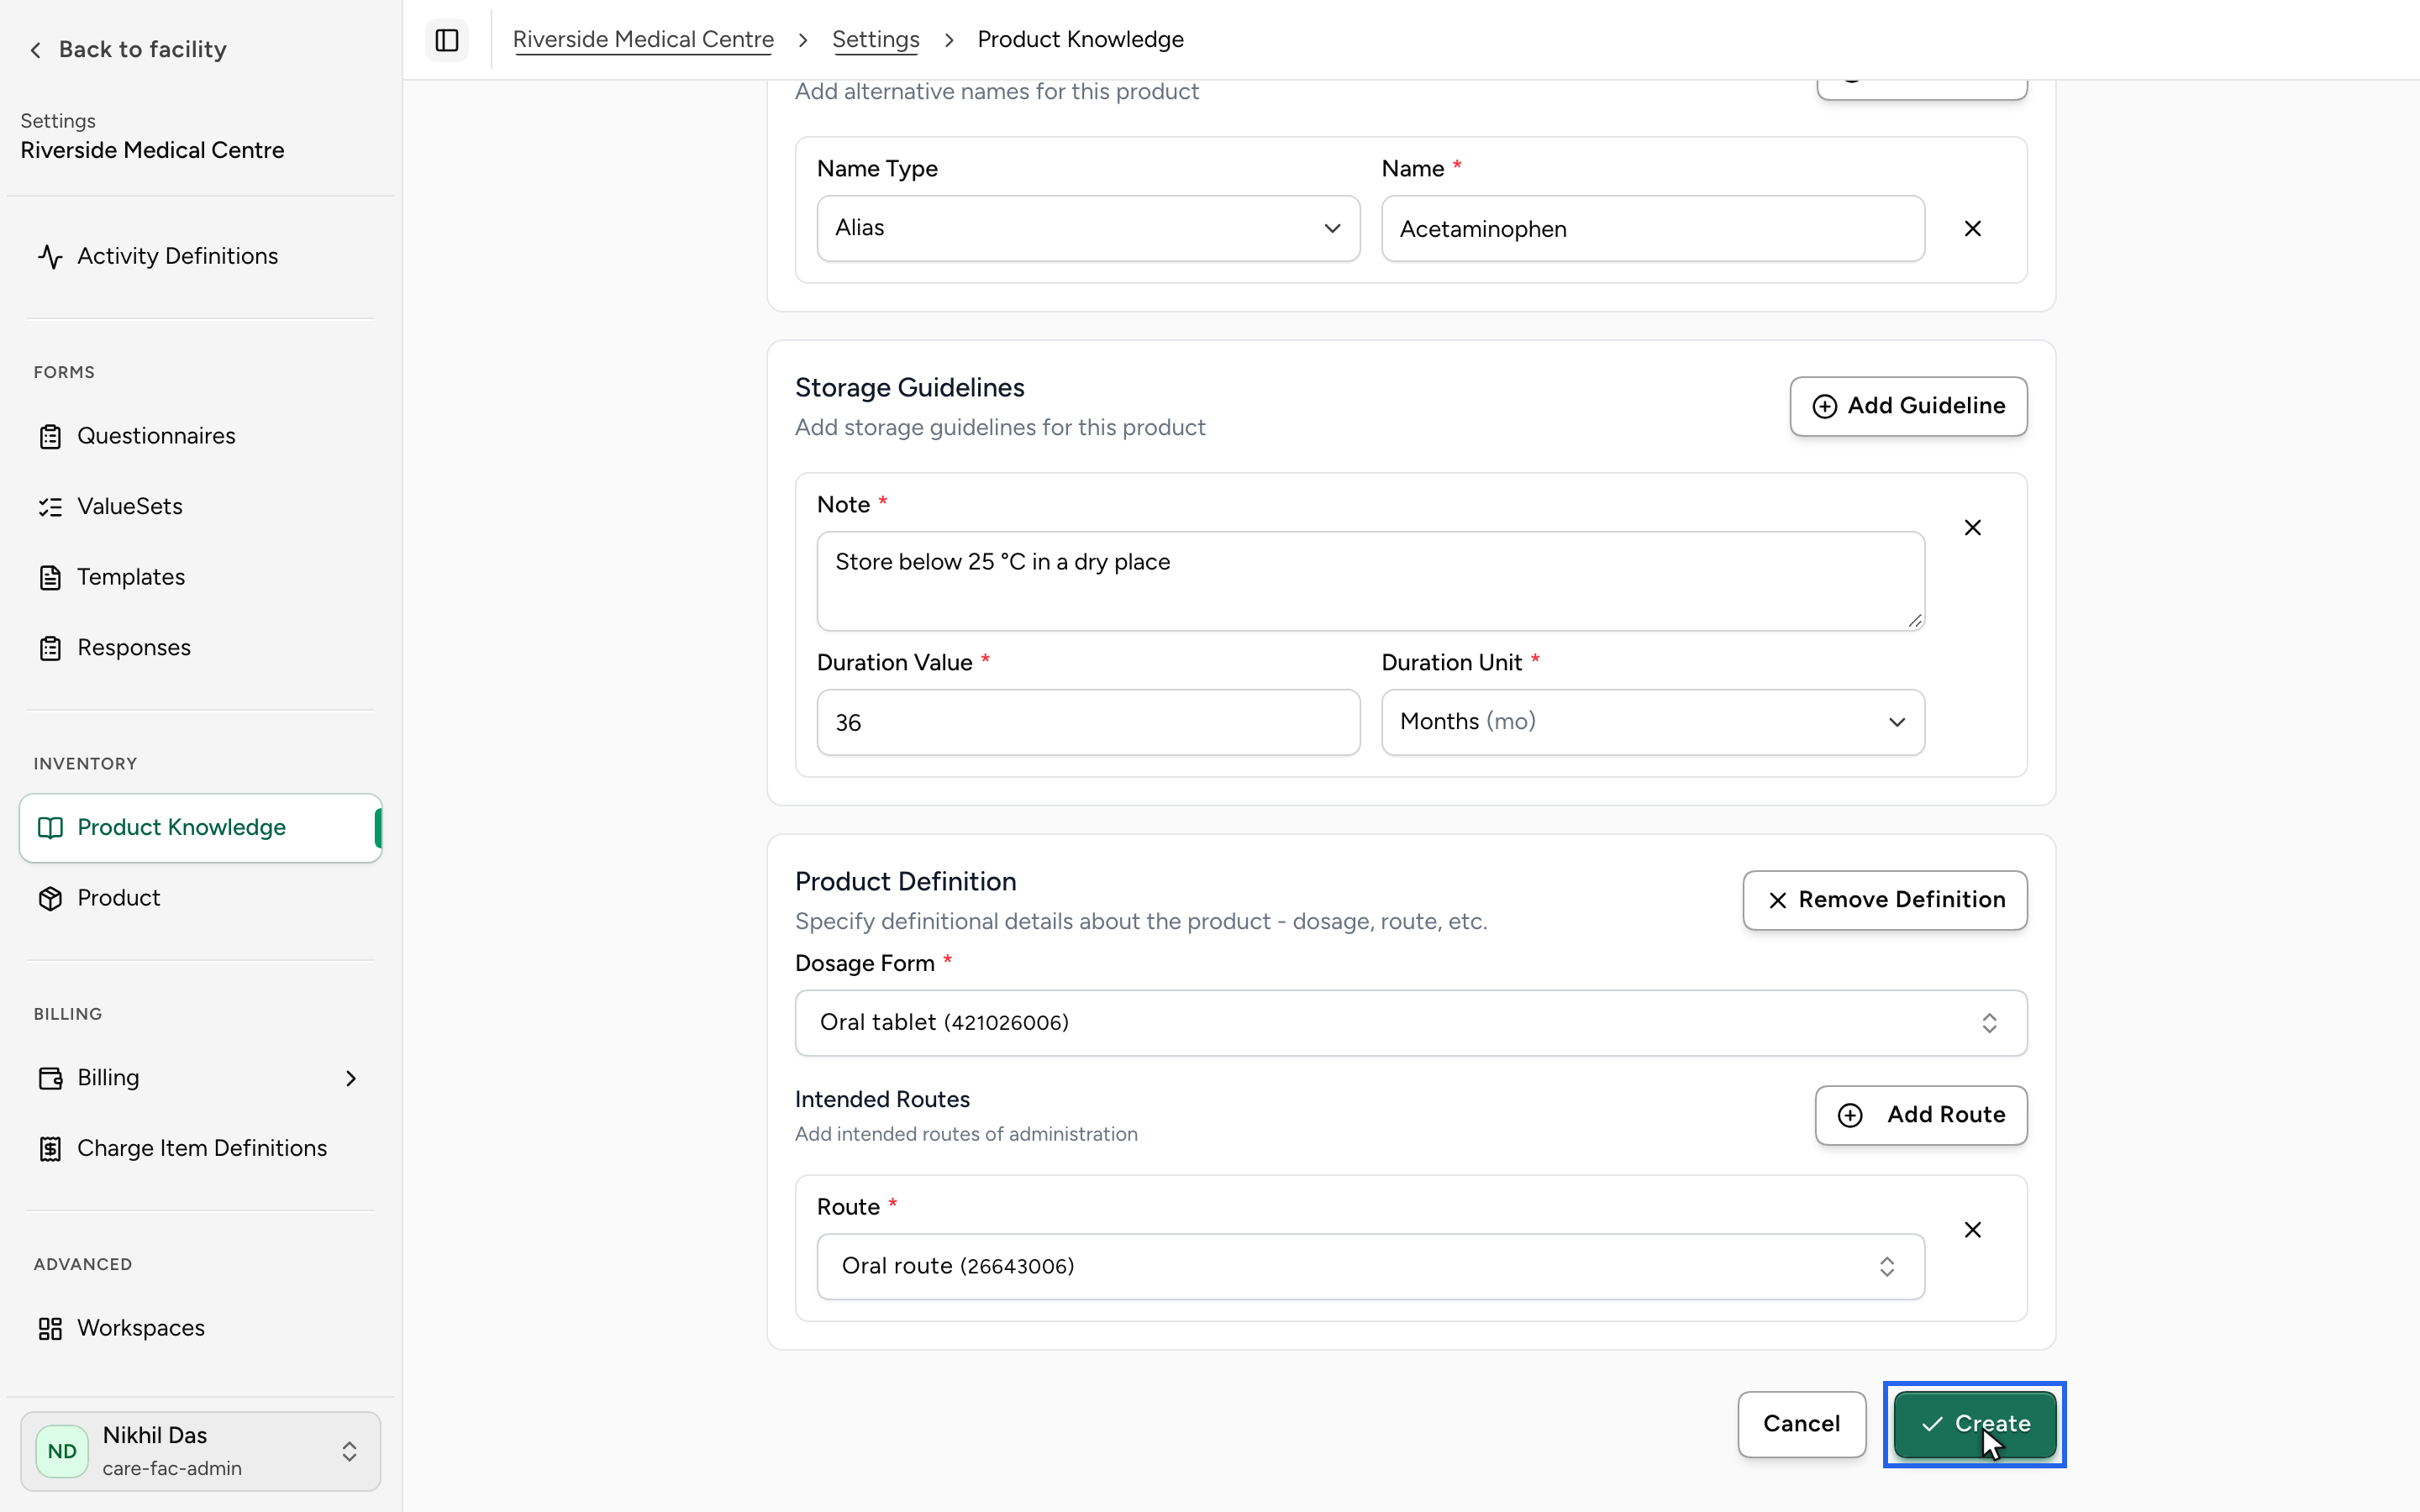 Back to facility
Settings
Riverside Medical Centre
Activity Definitions
FORMS
Questionnaires
ValueSets
Templates
Responses
INVENTORY
Product Knowledge
Product
BILLING
Billing
Charge Item Definitions
ADVANCED
Workspaces
ND
Nikhil Das
care-fac-admin
Riverside Medical Centre > Settings > Product Knowledge
Add alternative names for this product
Name Type
Name *
Alias
Acetaminophen
Storage Guidelines
Add Guideline
Add storage guidelines for this product
Note *
Store below 25 °C in a dry place
Duration Value *
Duration Unit *
36
Months (mo)
Product Definition
Remove Definition
Specify definitional details about the product - dosage, route, etc.
Dosage Form *
Oral tablet (421026006)
Intended Routes
Add Route
Add intended routes of administration
Route *
Oral route (26643006)
Cancel
Create